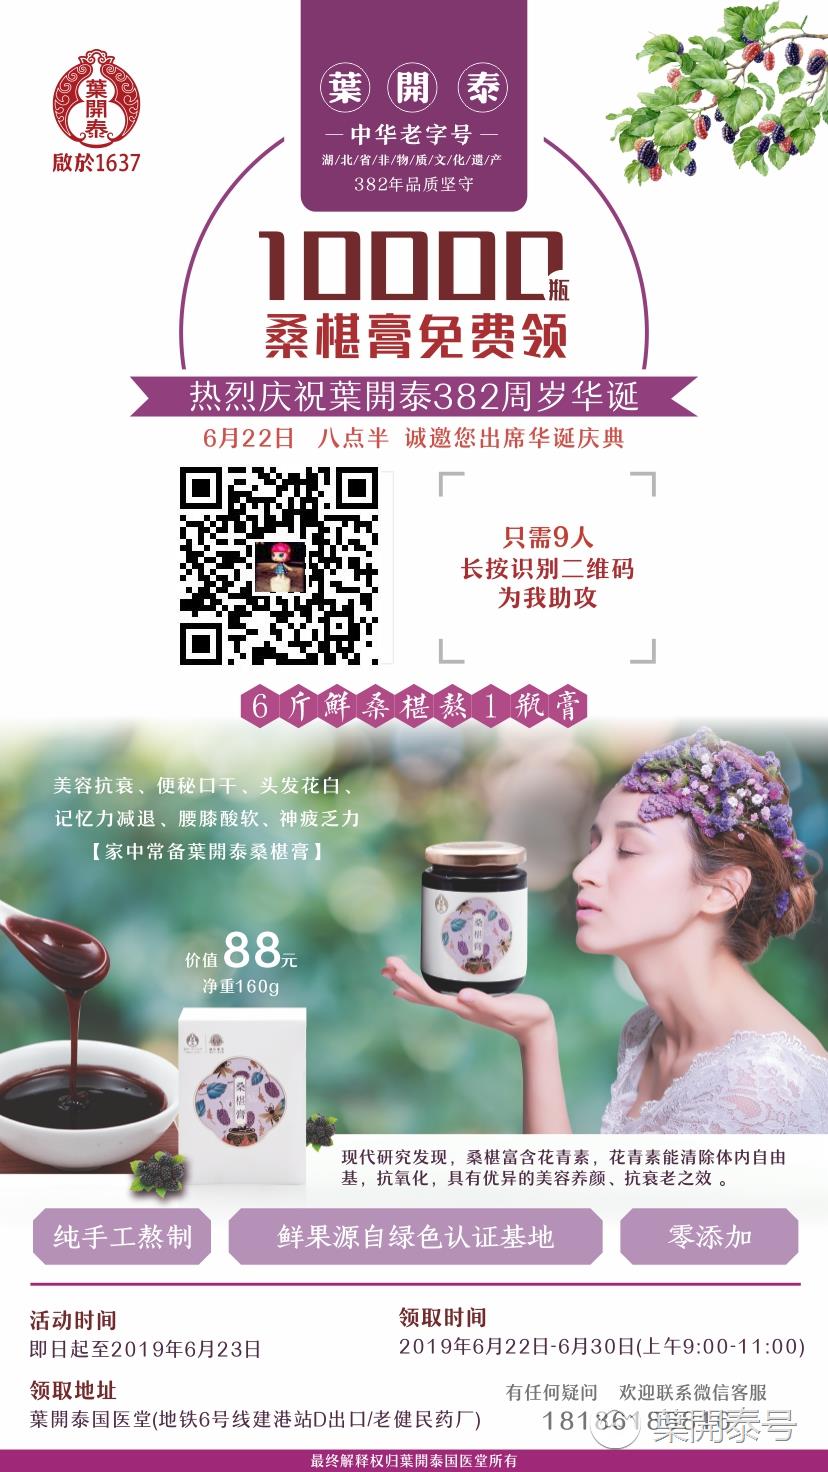 葉開泰
啟於1637
葉開泰
中华老字号
湖/北/省/非/物/质/文/化/遗/产
382年品质坚守
10000瓶
桑椹膏免费领
热烈庆祝葉開泰382周岁华诞
6月22日 八点半 诚邀您出席华诞庆典
只需9人
长按识别二维码
为我助攻
6斤鲜桑椹熬1瓶膏
美容抗衰、便秘口干、头发花白、
记忆力减退、腰膝酸软、神疲乏力
【家中常备葉開泰桑椹膏】
桑椹膏
价值88元
净重160g
桑椹膏
现代研究发现，桑椹富含花青素，花青素能清除体内自由
基，抗氧化，具有优异的美容养颜、抗衰老之效。
纯手工熬制
鲜果源自绿色认证基地
零添加
活动时间
即日起至2019年6月23日
领取时间
2019年6月22日-6月30日(上午9:00-11:00)
领取地址
葉開泰国医堂(地铁6号线建港站D出口/老健民药厂)
有任何疑问 欢迎联系微信客服
葉開泰号
最终解释权归葉開泰国医堂所有